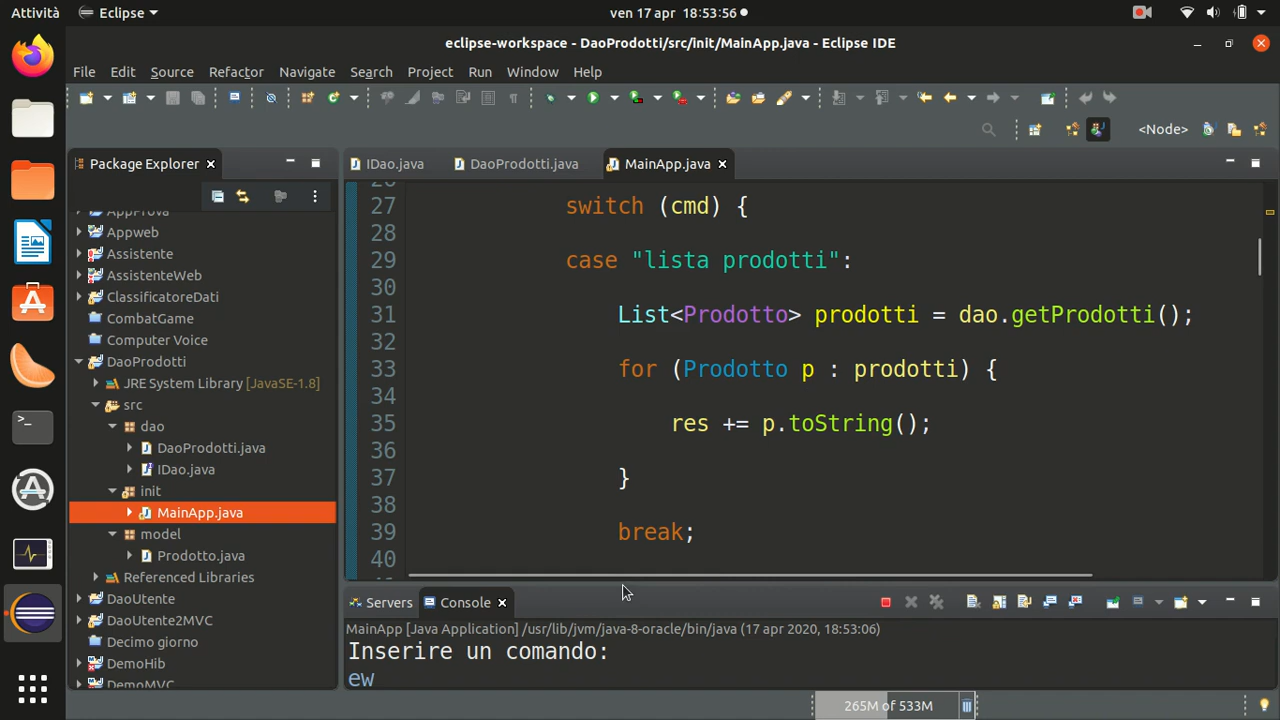 Attività
Eclipse
ven 17 apr 18:53:56
eclipse-workspace - DaoProdotti/src/init/MainApp.java - Eclipse IDE
File Edit Source Refactor Navigate Search Project Run Window Help
<Node>
Package Explorer
IDao.java
DaoProdotti.java
MainApp.java
AppProva
Appweb
Assistente
AssistenteWeb
ClassificatoreDati
CombatGame
Computer Voice
DaoProdotti
JRE System Library [JavaSE-1.8]
src
dao
DaoProdotti.java
IDao.java
init
MainApp.java
model
Prodotto.java
Referenced Libraries
DaoUtente
DaoUtente2MVC
Decimo giorno
DemoHib
DemoMVC
27 switch (cmd) {
28
29 case "lista prodotti":
30
31 List<Prodotto> prodotti = dao.getProdotti();
32
33 for (Prodotto p : prodotti) {
34
35 res += p.toString();
36
37 }
38
39 break;
40
Servers
Console
MainApp [Java Application] /usr/lib/jvm/java-8-oracle/bin/java (17 apr 2020, 18:53:06)
Inserire un comando:
ew
265M of 533M